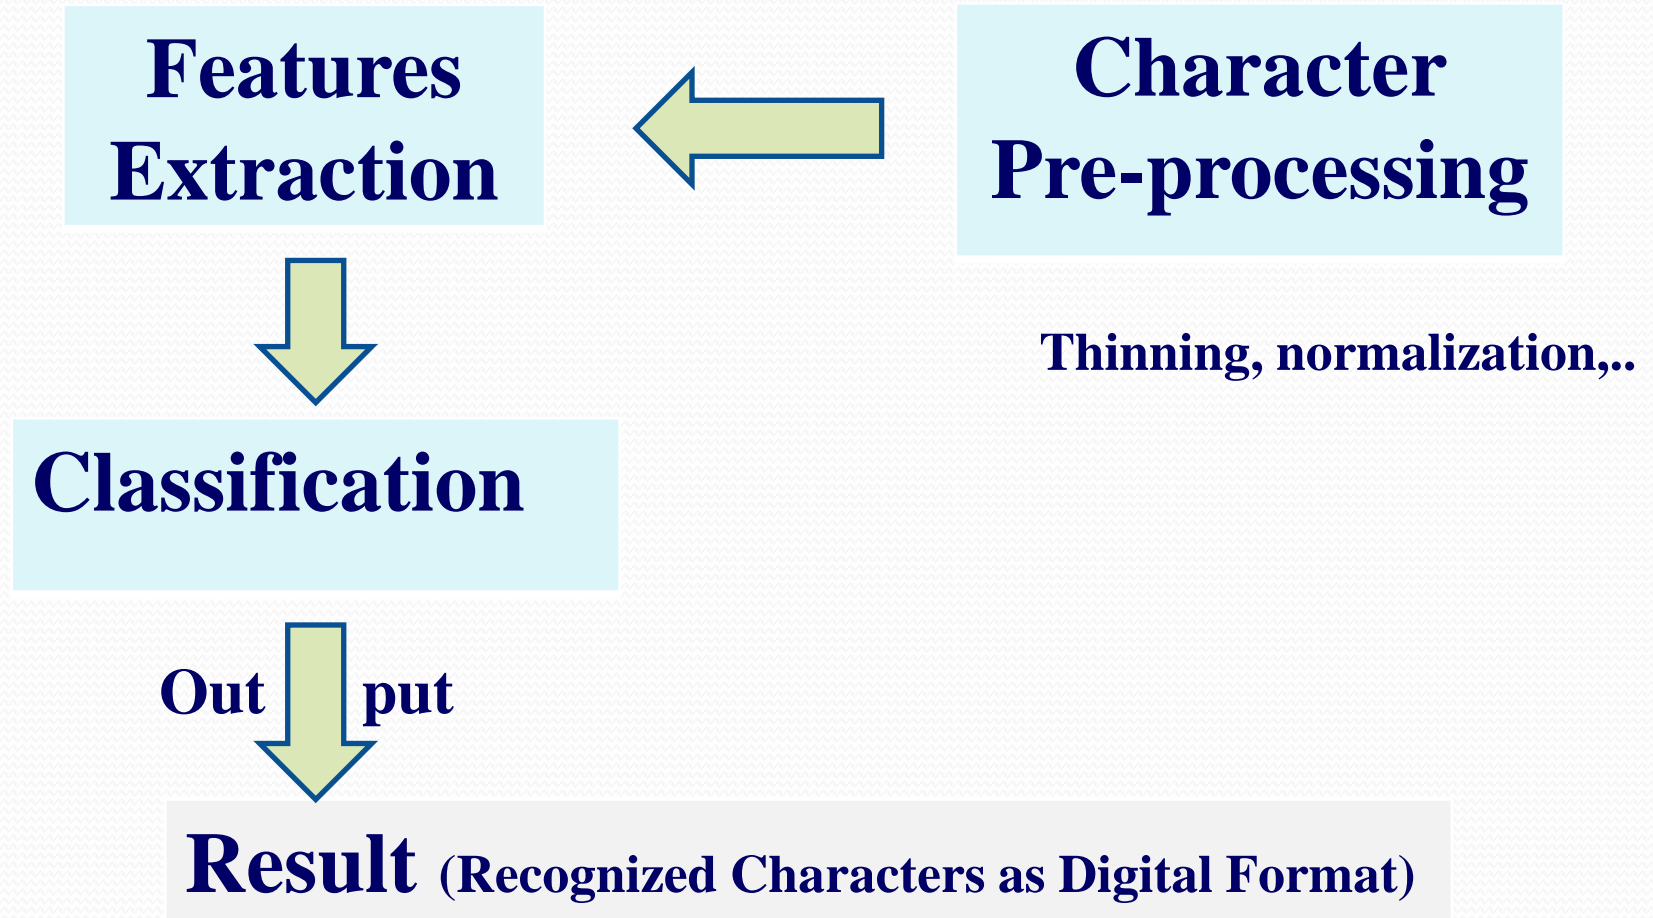 Features
Extraction
Character
Pre-processing
Thinning, normalization,..
Classification
Out put
Result (Recognized Characters as Digital Format)